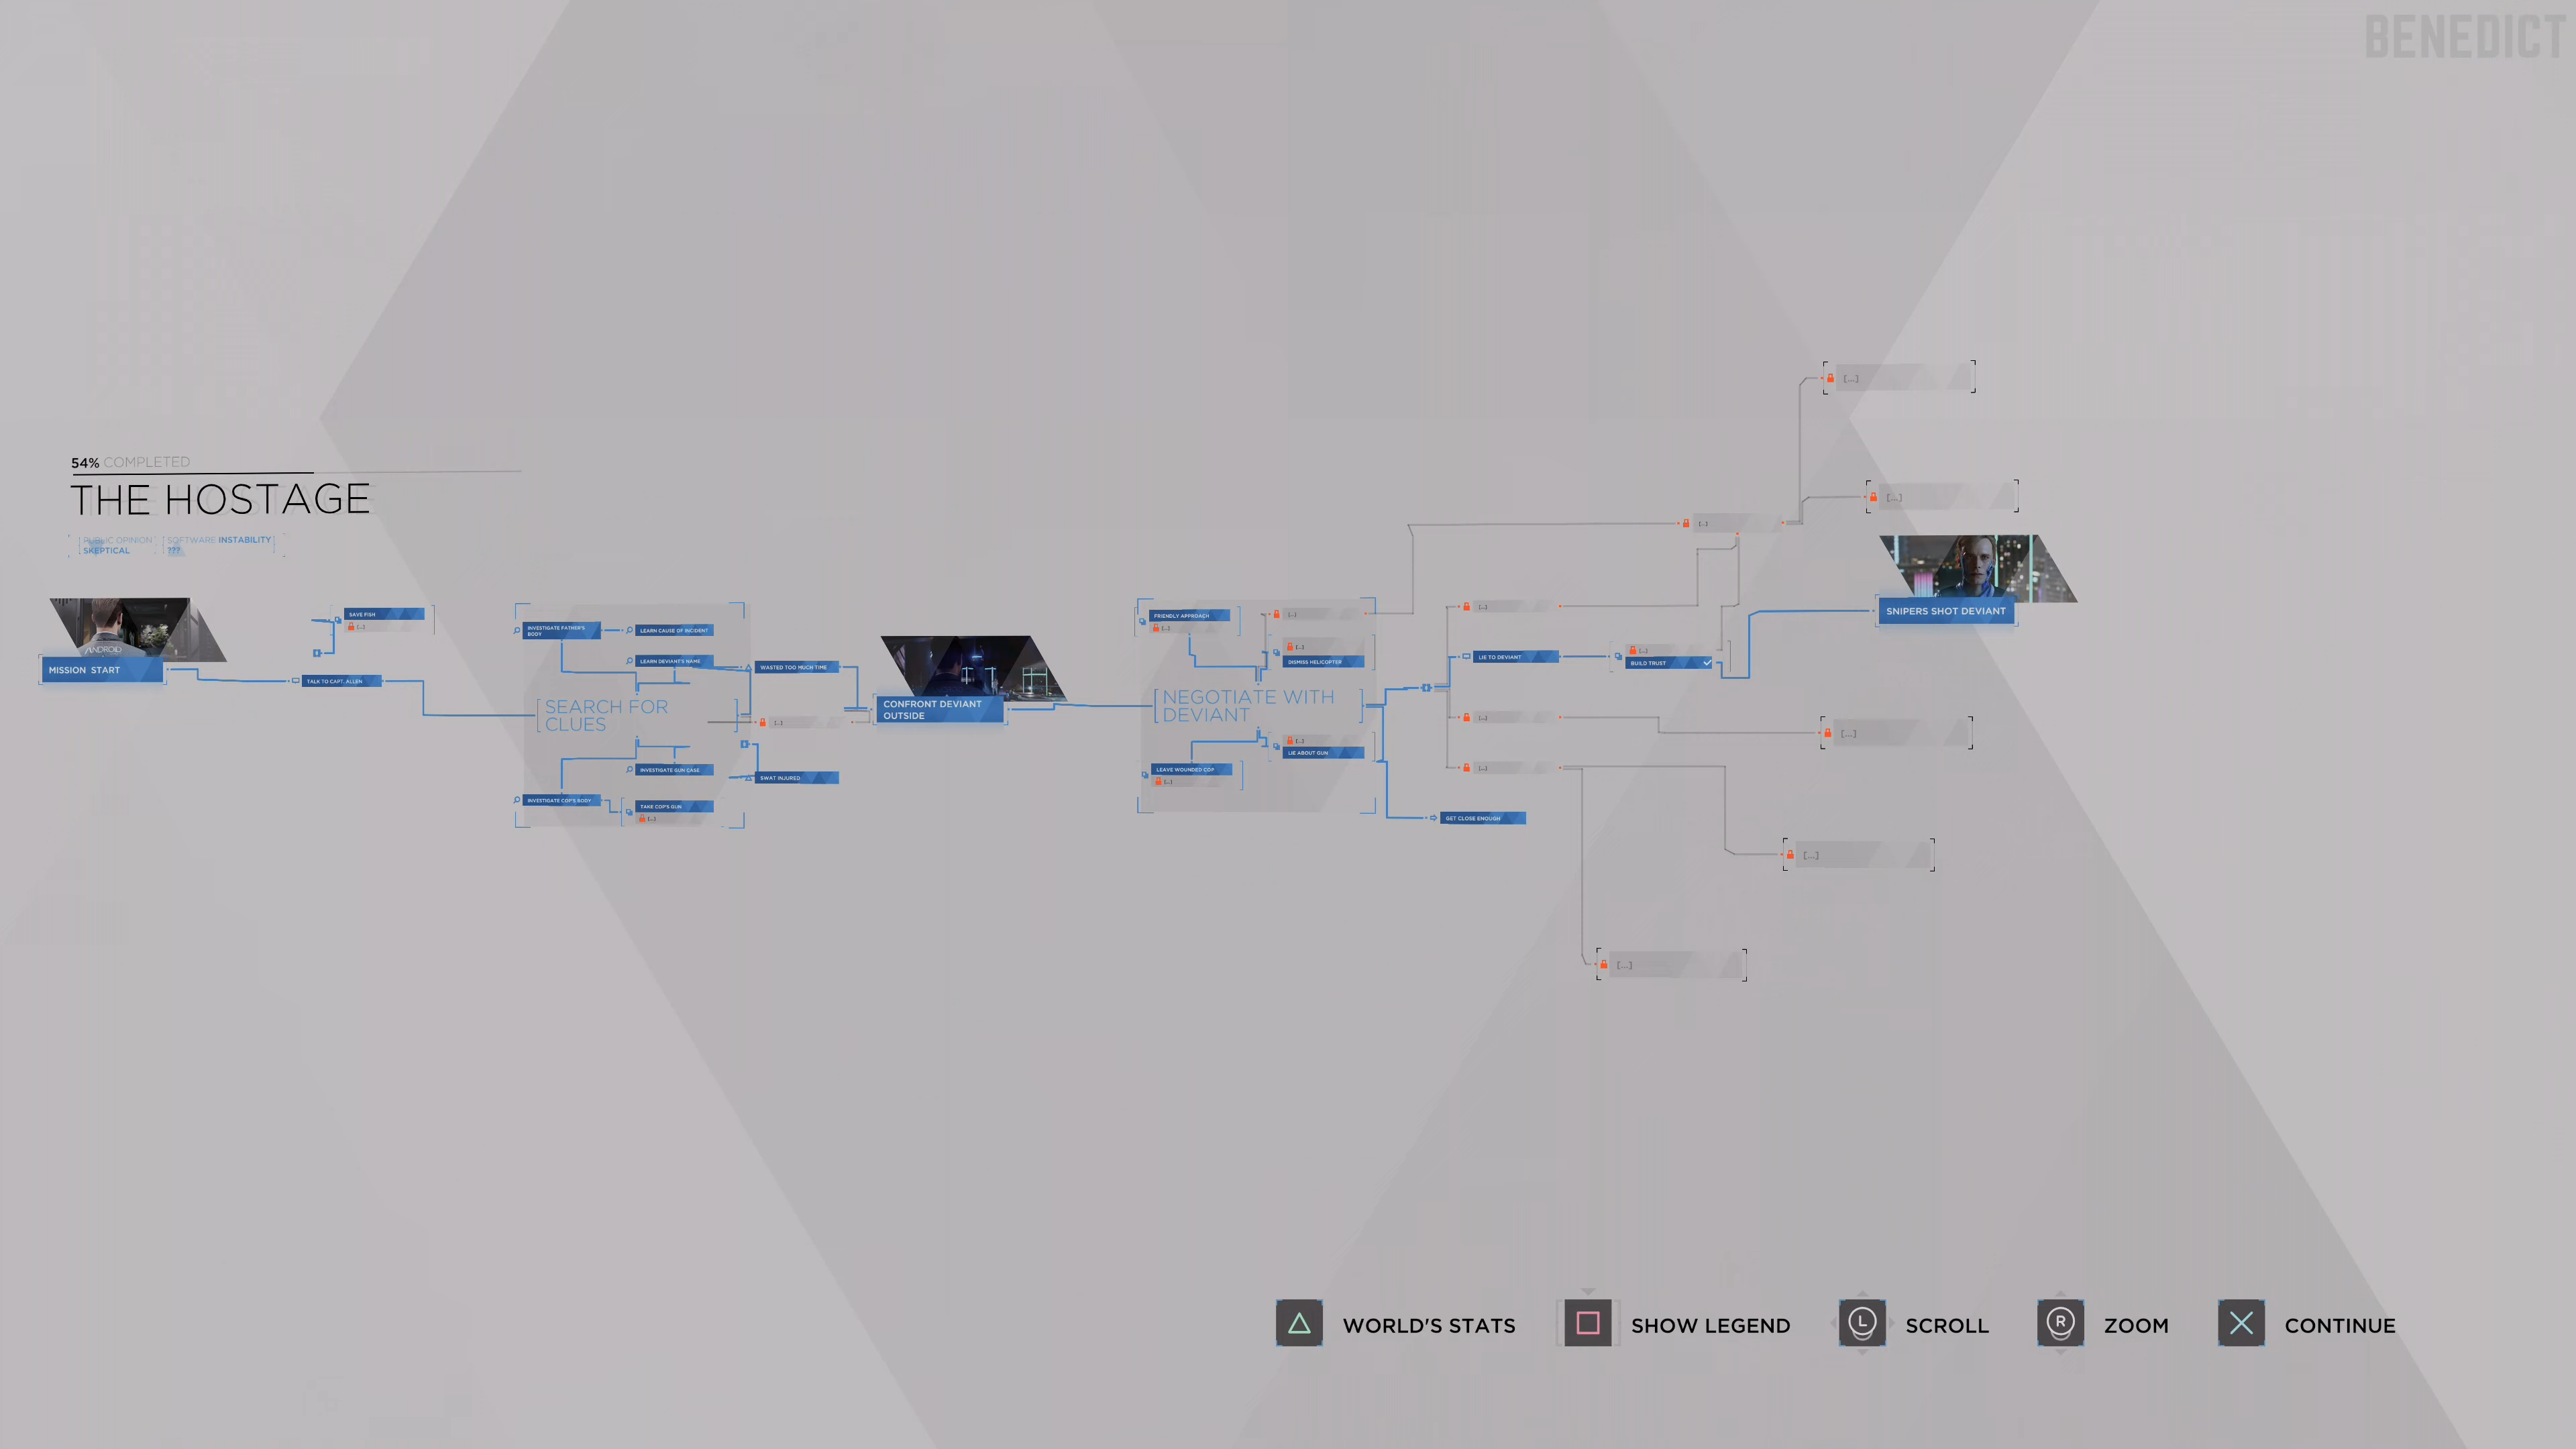 BENEDICT
54% COMPLETED
THE HOSTAGE
PUBLIC OPINION
SKEPTICAL
SOFTWARE INSTABILITY
???
ANDROID
MISSION START
TALK TO CAPT. ALLEN
SAVE FISH
[...]
INVESTIGATE FATHER'S
BODY
LEARN CAUSE OF INCIDENT
LEARN DEVIANT'S NAME
SEARCH FOR
CLUES
INVESTIGATE GUN CASE
INVESTIGATE COP'S BODY
TAKE COP'S GUN
[...]
WASTED TOO MUCH TIME
[...]
SWAT INJURED
CONFRONT DEVIANT
OUTSIDE
FRIENDLY APPROACH
[...]
[...]
[...]
DISMISS HELICOPTER
NEGOTIATE WITH
DEVIANT
[...]
LIE ABOUT GUN
LEAVE WOUNDED COP
[...]
[...]
LIE TO DEVIANT
[...]
[...]
GET CLOSE ENOUGH
[...]
BUILD TRUST
[...]
[...]
[...]
SNIPERS SHOT DEVIANT
[...]
[...]
[...]
WORLD'S STATS
SHOW LEGEND
L
SCROLL
R
ZOOM
CONTINUE